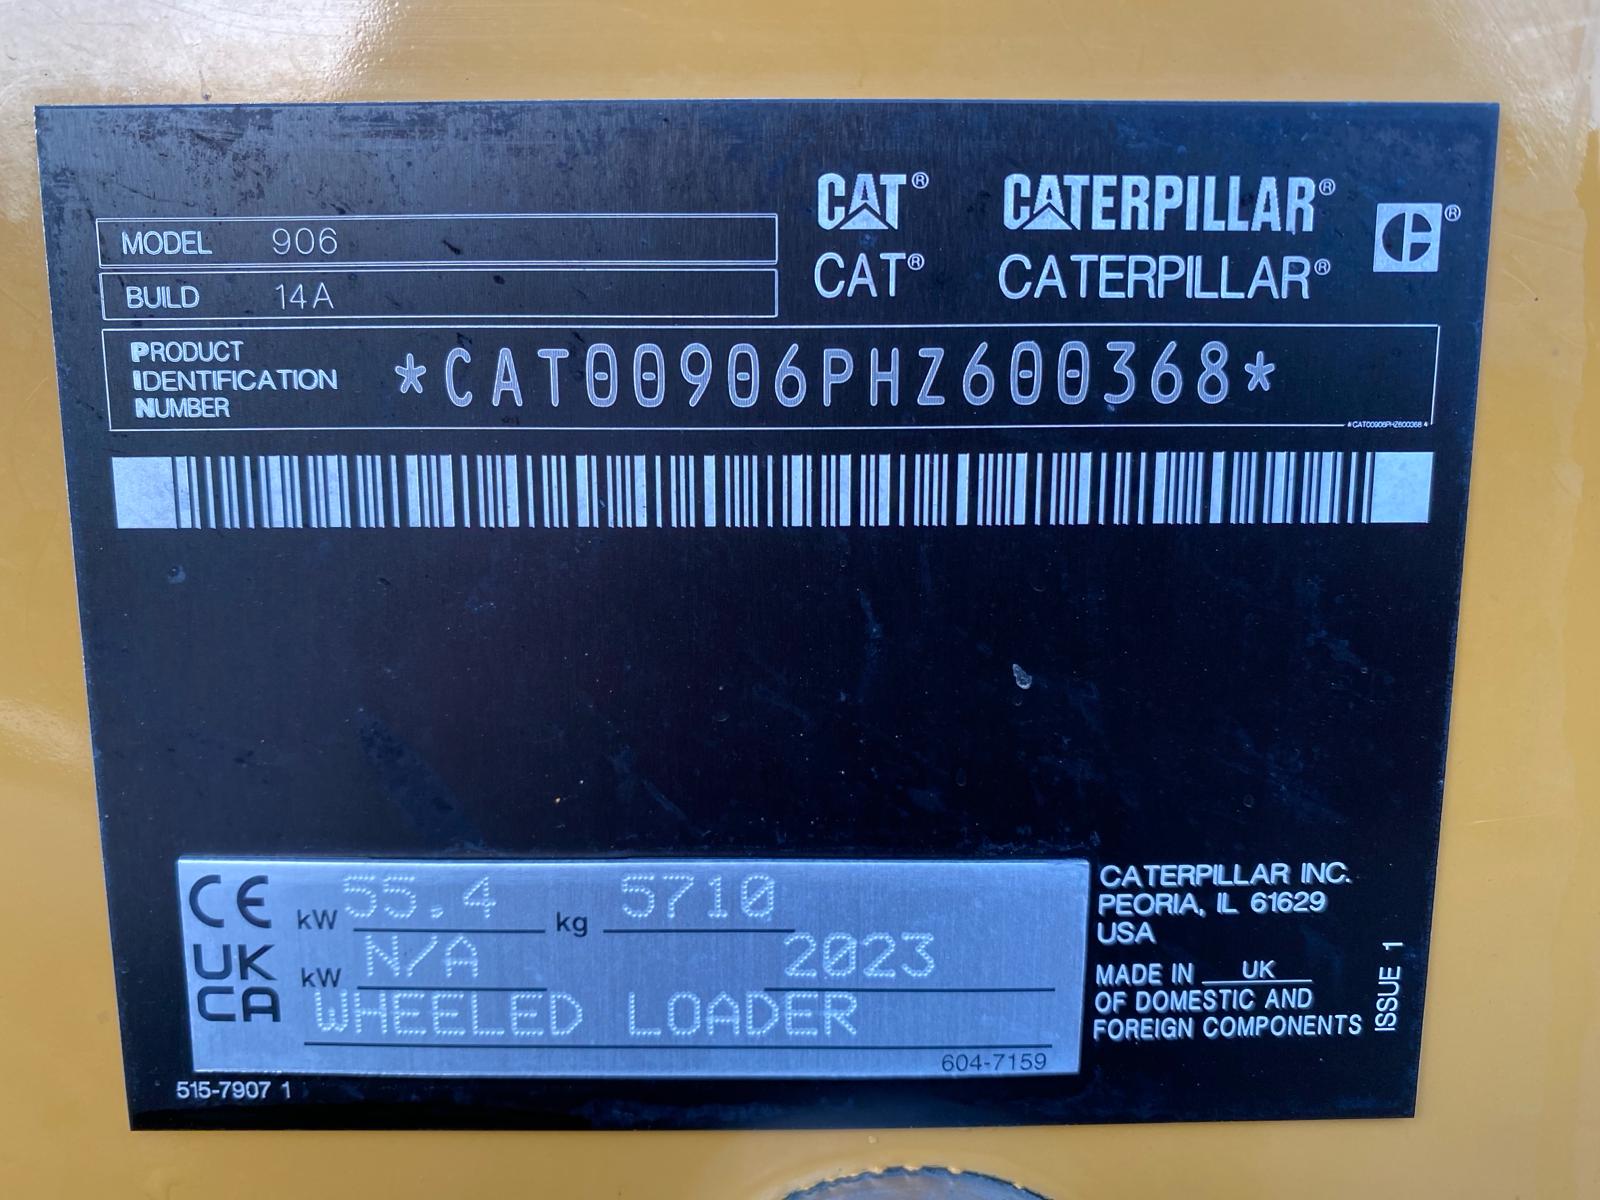 CAT® CATERPILLAR®
CAT® CATERPILLAR®
C®
MODEL 906
BUILD 14A
PRODUCT
IDENTIFICATION
NUMBER
*CAT00906PHZ600368*
*CAT00906PHZ600368*
CE
UK
CA
kW 55.4 kg 5710
kW N/A 2023
WHEELED LOADER
604-7159
515-7907 1
CATERPILLAR INC.
PEORIA, IL 61629
USA
MADE IN UK
OF DOMESTIC AND
FOREIGN COMPONENTS
ISSUE 1